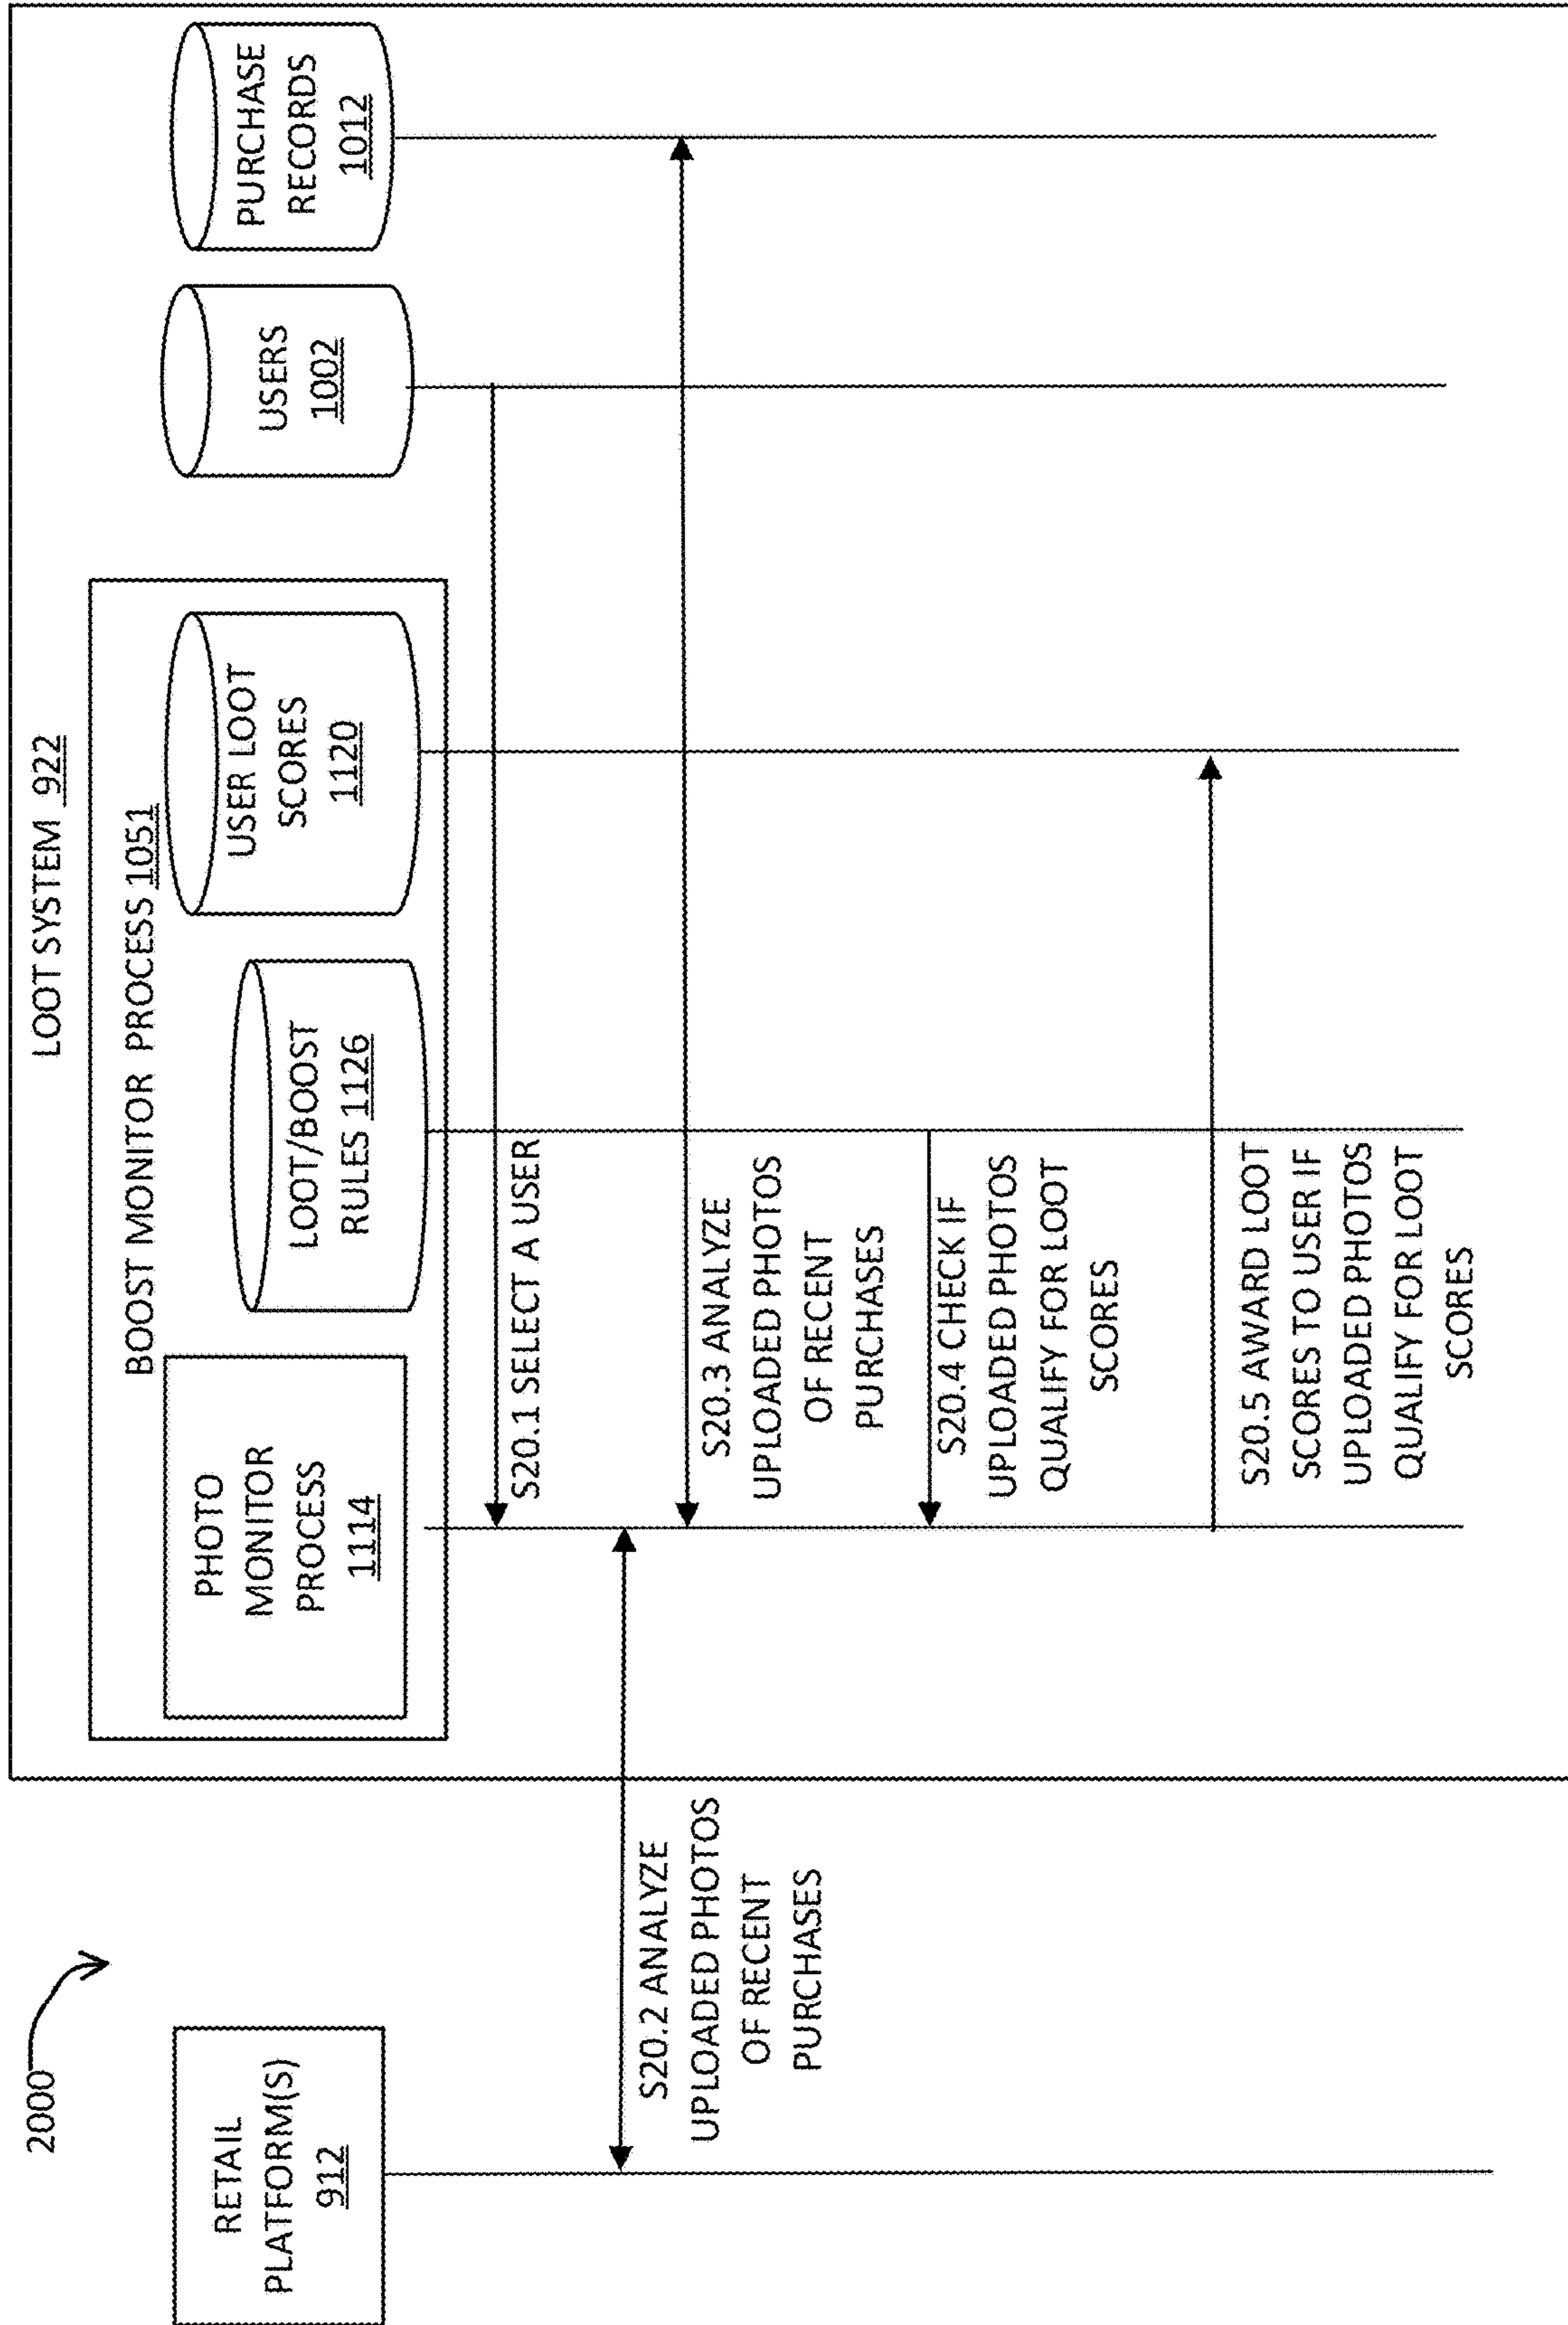 2000
LOOT SYSTEM 922
BOOST MONITOR PROCESS 1051
RETAIL
PLATFORM(S)
912
PHOTO
MONITOR
PROCESS
1114
LOOT/BOOST
RULES 1126
USER LOOT
SCORES
1120
USERS
1002
PURCHASE
RECORDS
1012
S20.1 SELECT A USER
S20.2 ANALYZE
UPLOADED PHOTOS
OF RECENT
PURCHASES
S20.3 ANALYZE
UPLOADED PHOTOS
OF RECENT
PURCHASES
S20.4 CHECK IF
UPLOADED PHOTOS
QUALIFY FOR LOOT
SCORES
S20.5 AWARD LOOT
SCORES TO USER IF
UPLOADED PHOTOS
QUALIFY FOR LOOT
SCORES